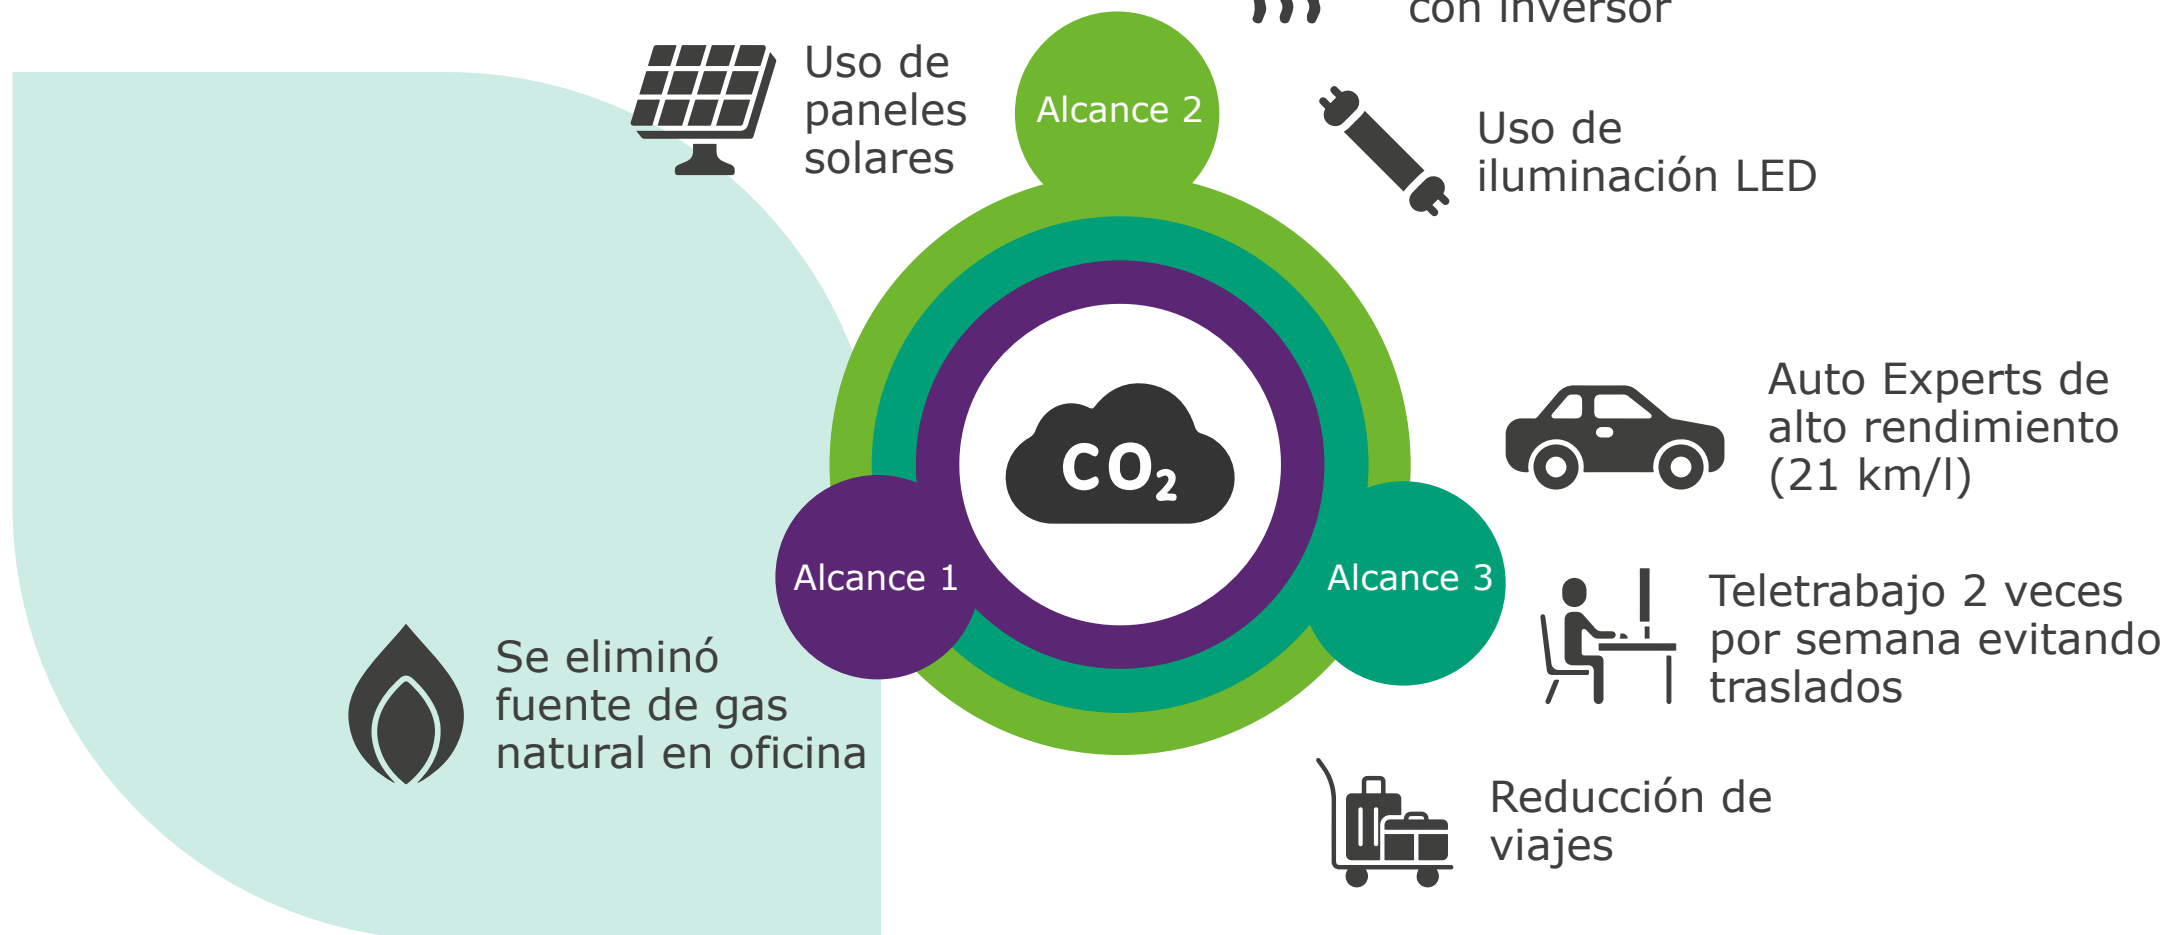 con inversor
Uso de
paneles
solares
Alcance 2
Uso de
iluminación LED
CO₂
Auto Experts de
alto rendimiento
(21 km/l)
Alcance 1
Alcance 3
Teletrabajo 2 veces
por semana evitando
traslados
Se eliminó
fuente de gas
natural en oficina
Reducción de
viajes